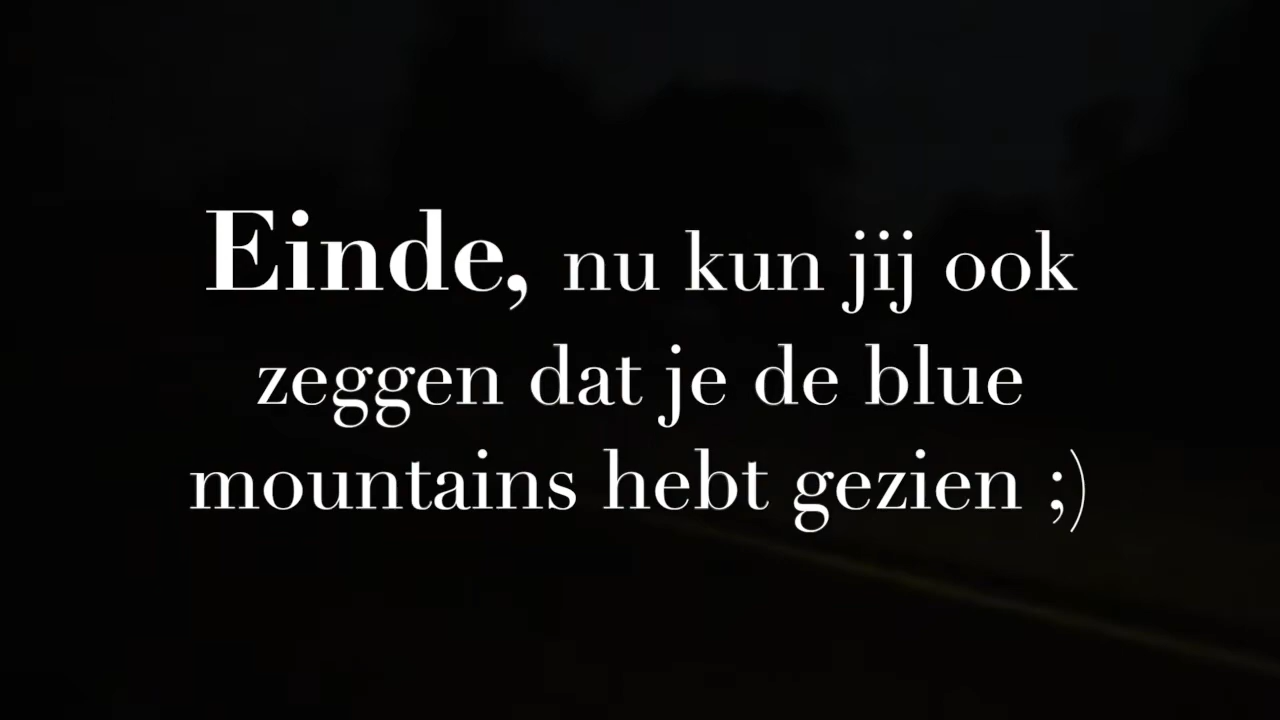 Einde, nu kun jij ook
zeggen dat je de blue
mountains hebt gezien ;)